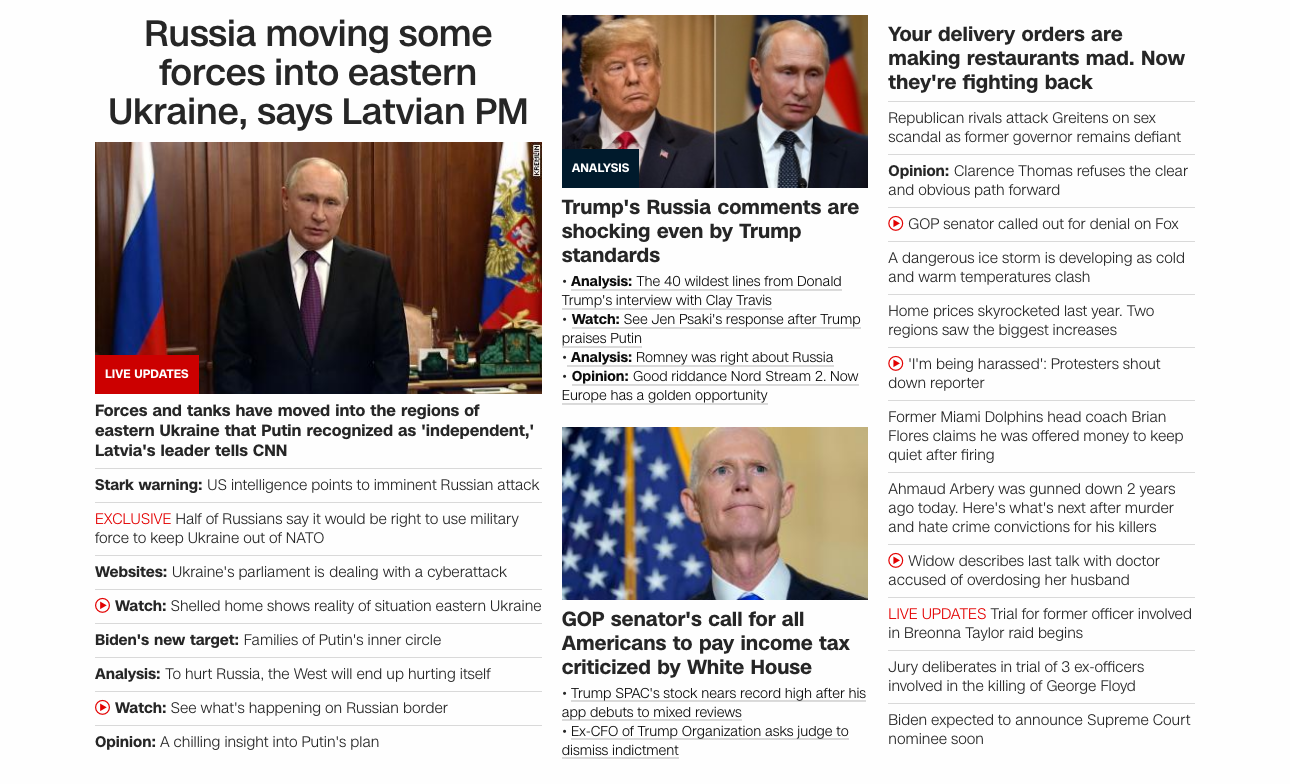 Russia moving some
forces into eastern
Ukraine, says Latvian PM
KREMLIN
LIVE UPDATES
Forces and tanks have moved into the regions of
eastern Ukraine that Putin recognized as 'independent,'
Latvia's leader tells CNN
Stark warning: US intelligence points to imminent Russian attack
EXCLUSIVE Half of Russians say it would be right to use military
force to keep Ukraine out of NATO
Websites: Ukraine's parliament is dealing with a cyberattack
Watch: Shelled home shows reality of situation eastern Ukraine
Biden's new target: Families of Putin's inner circle
Analysis: To hurt Russia, the West will end up hurting itself
Watch: See what's happening on Russian border
Opinion: A chilling insight into Putin's plan
ANALYSIS
Trump's Russia comments are
shocking even by Trump
standards
• Analysis: The 40 wildest lines from Donald
Trump's interview with Clay Travis
• Watch: See Jen Psaki's response after Trump
praises Putin
• Analysis: Romney was right about Russia
• Opinion: Good riddance Nord Stream 2. Now
Europe has a golden opportunity
GOP senator's call for all
Americans to pay income tax
criticized by White House
• Trump SPAC's stock nears record high after his
app debuts to mixed reviews
• Ex-CFO of Trump Organization asks judge to
dismiss indictment
Your delivery orders are
making restaurants mad. Now
they're fighting back
Republican rivals attack Greitens on sex
scandal as former governor remains defiant
Opinion: Clarence Thomas refuses the clear
and obvious path forward
GOP senator called out for denial on Fox
A dangerous ice storm is developing as cold
and warm temperatures clash
Home prices skyrocketed last year. Two
regions saw the biggest increases
'I'm being harassed': Protesters shout
down reporter
Former Miami Dolphins head coach Brian
Flores claims he was offered money to keep
quiet after firing
Ahmaud Arbery was gunned down 2 years
ago today. Here's what's next after murder
and hate crime convictions for his killers
Widow describes last talk with doctor
accused of overdosing her husband
LIVE UPDATES Trial for former officer involved
in Breonna Taylor raid begins
Jury deliberates in trial of 3 ex-officers
involved in the killing of George Floyd
Biden expected to announce Supreme Court
nominee soon